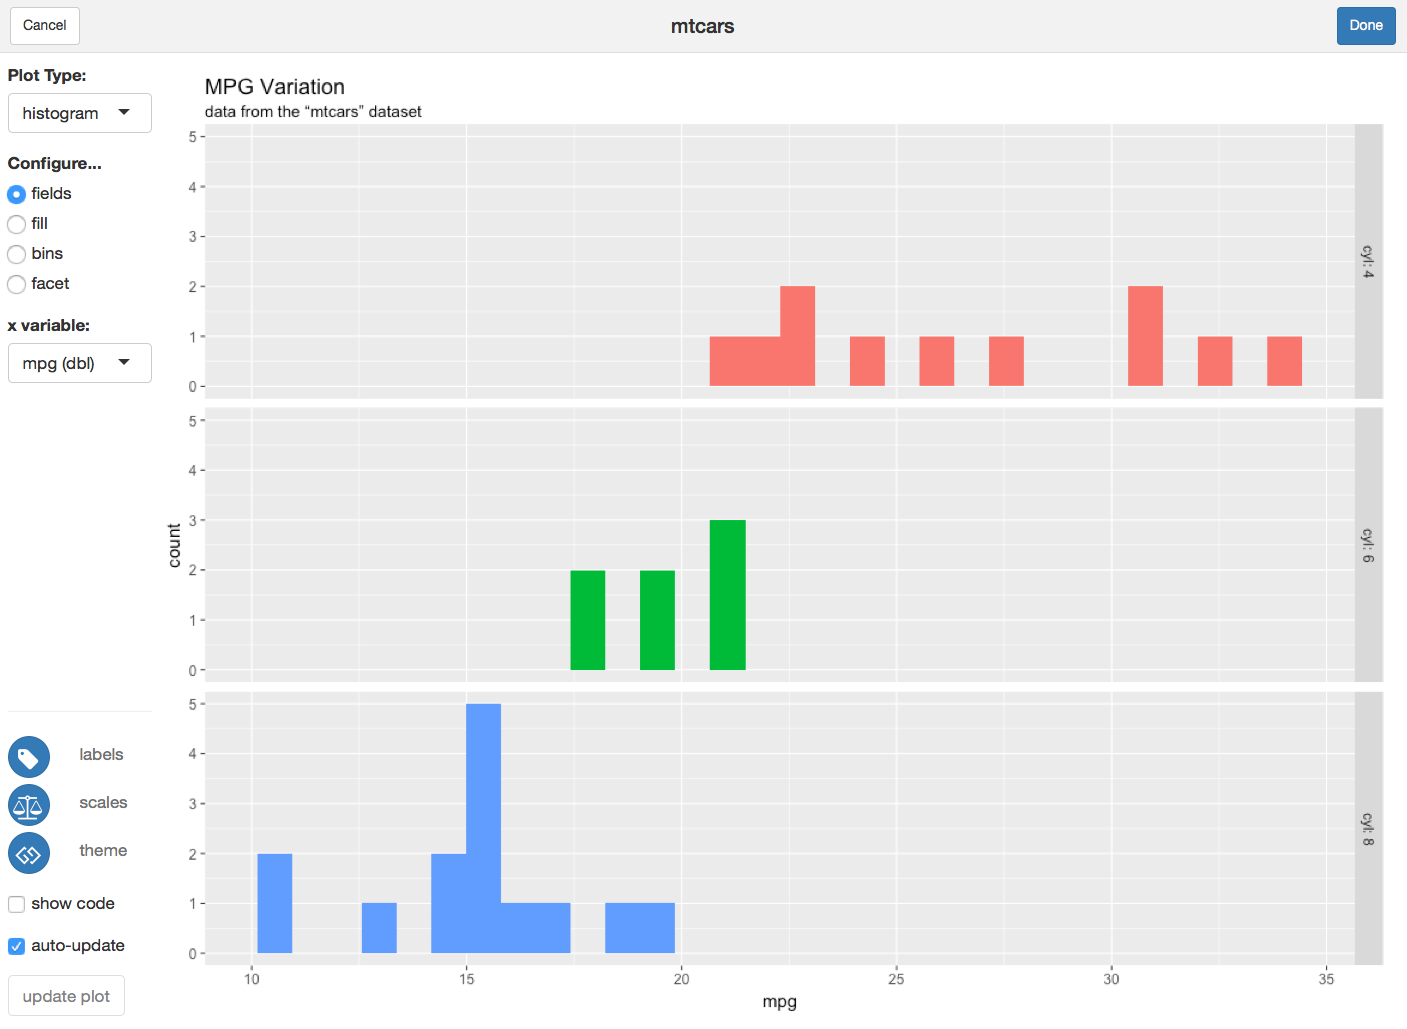 Cancel
mtcars
Done
Plot Type:
histogram
Configure...
fields
fill
bins
facet
x variable:
mpg (dbl)
labels
scales
theme
show code
auto-update
update plot
MPG Variation
data from the “mtcars” dataset
5
4
3
2
1
0
cyl: 4
5
4
3
2
1
0
cyl: 6
count
5
4
3
2
1
0
cyl: 8
10 15 20 25 30 35
mpg